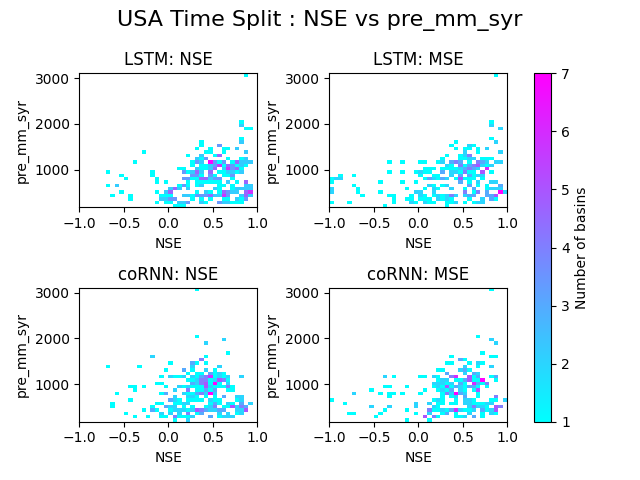 USA Time Split : NSE vs pre_mm_syr
LSTM: NSE
LSTM: MSE
3000
2000
1000
pre_mm_syr
−1.0 −0.5 0.0 0.5 1.0
NSE
3000
2000
1000
pre_mm_syr
−1.0 −0.5 0.0 0.5 1.0
NSE
coRNN: NSE
coRNN: MSE
3000
2000
1000
pre_mm_syr
−1.0 −0.5 0.0 0.5 1.0
NSE
3000
2000
1000
pre_mm_syr
−1.0 −0.5 0.0 0.5 1.0
NSE
7
6
5
4
3
2
1
Number of basins